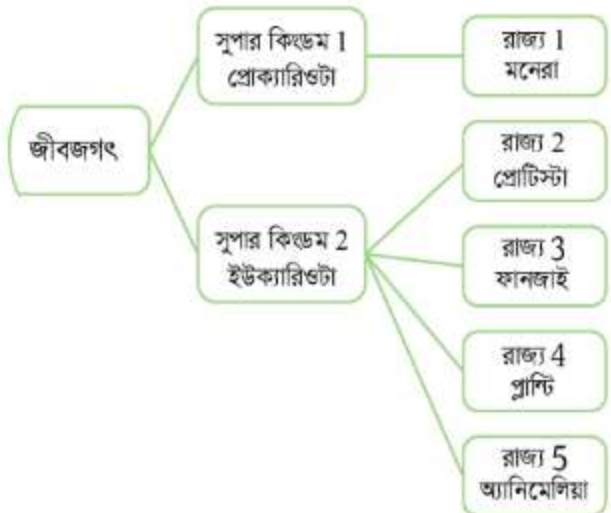 জীবজগৎ
সুপার কিংডম 1
প্রোক্যারিওটা
রাজ্য 1
মনেরা
সুপার কিংডম 2
ইউক্যারিওটা
রাজ্য 2
প্রোটিস্টা
রাজ্য 3
ফানজাই
রাজ্য 4
প্লান্টি
রাজ্য 5
অ্যানিমেলিয়া